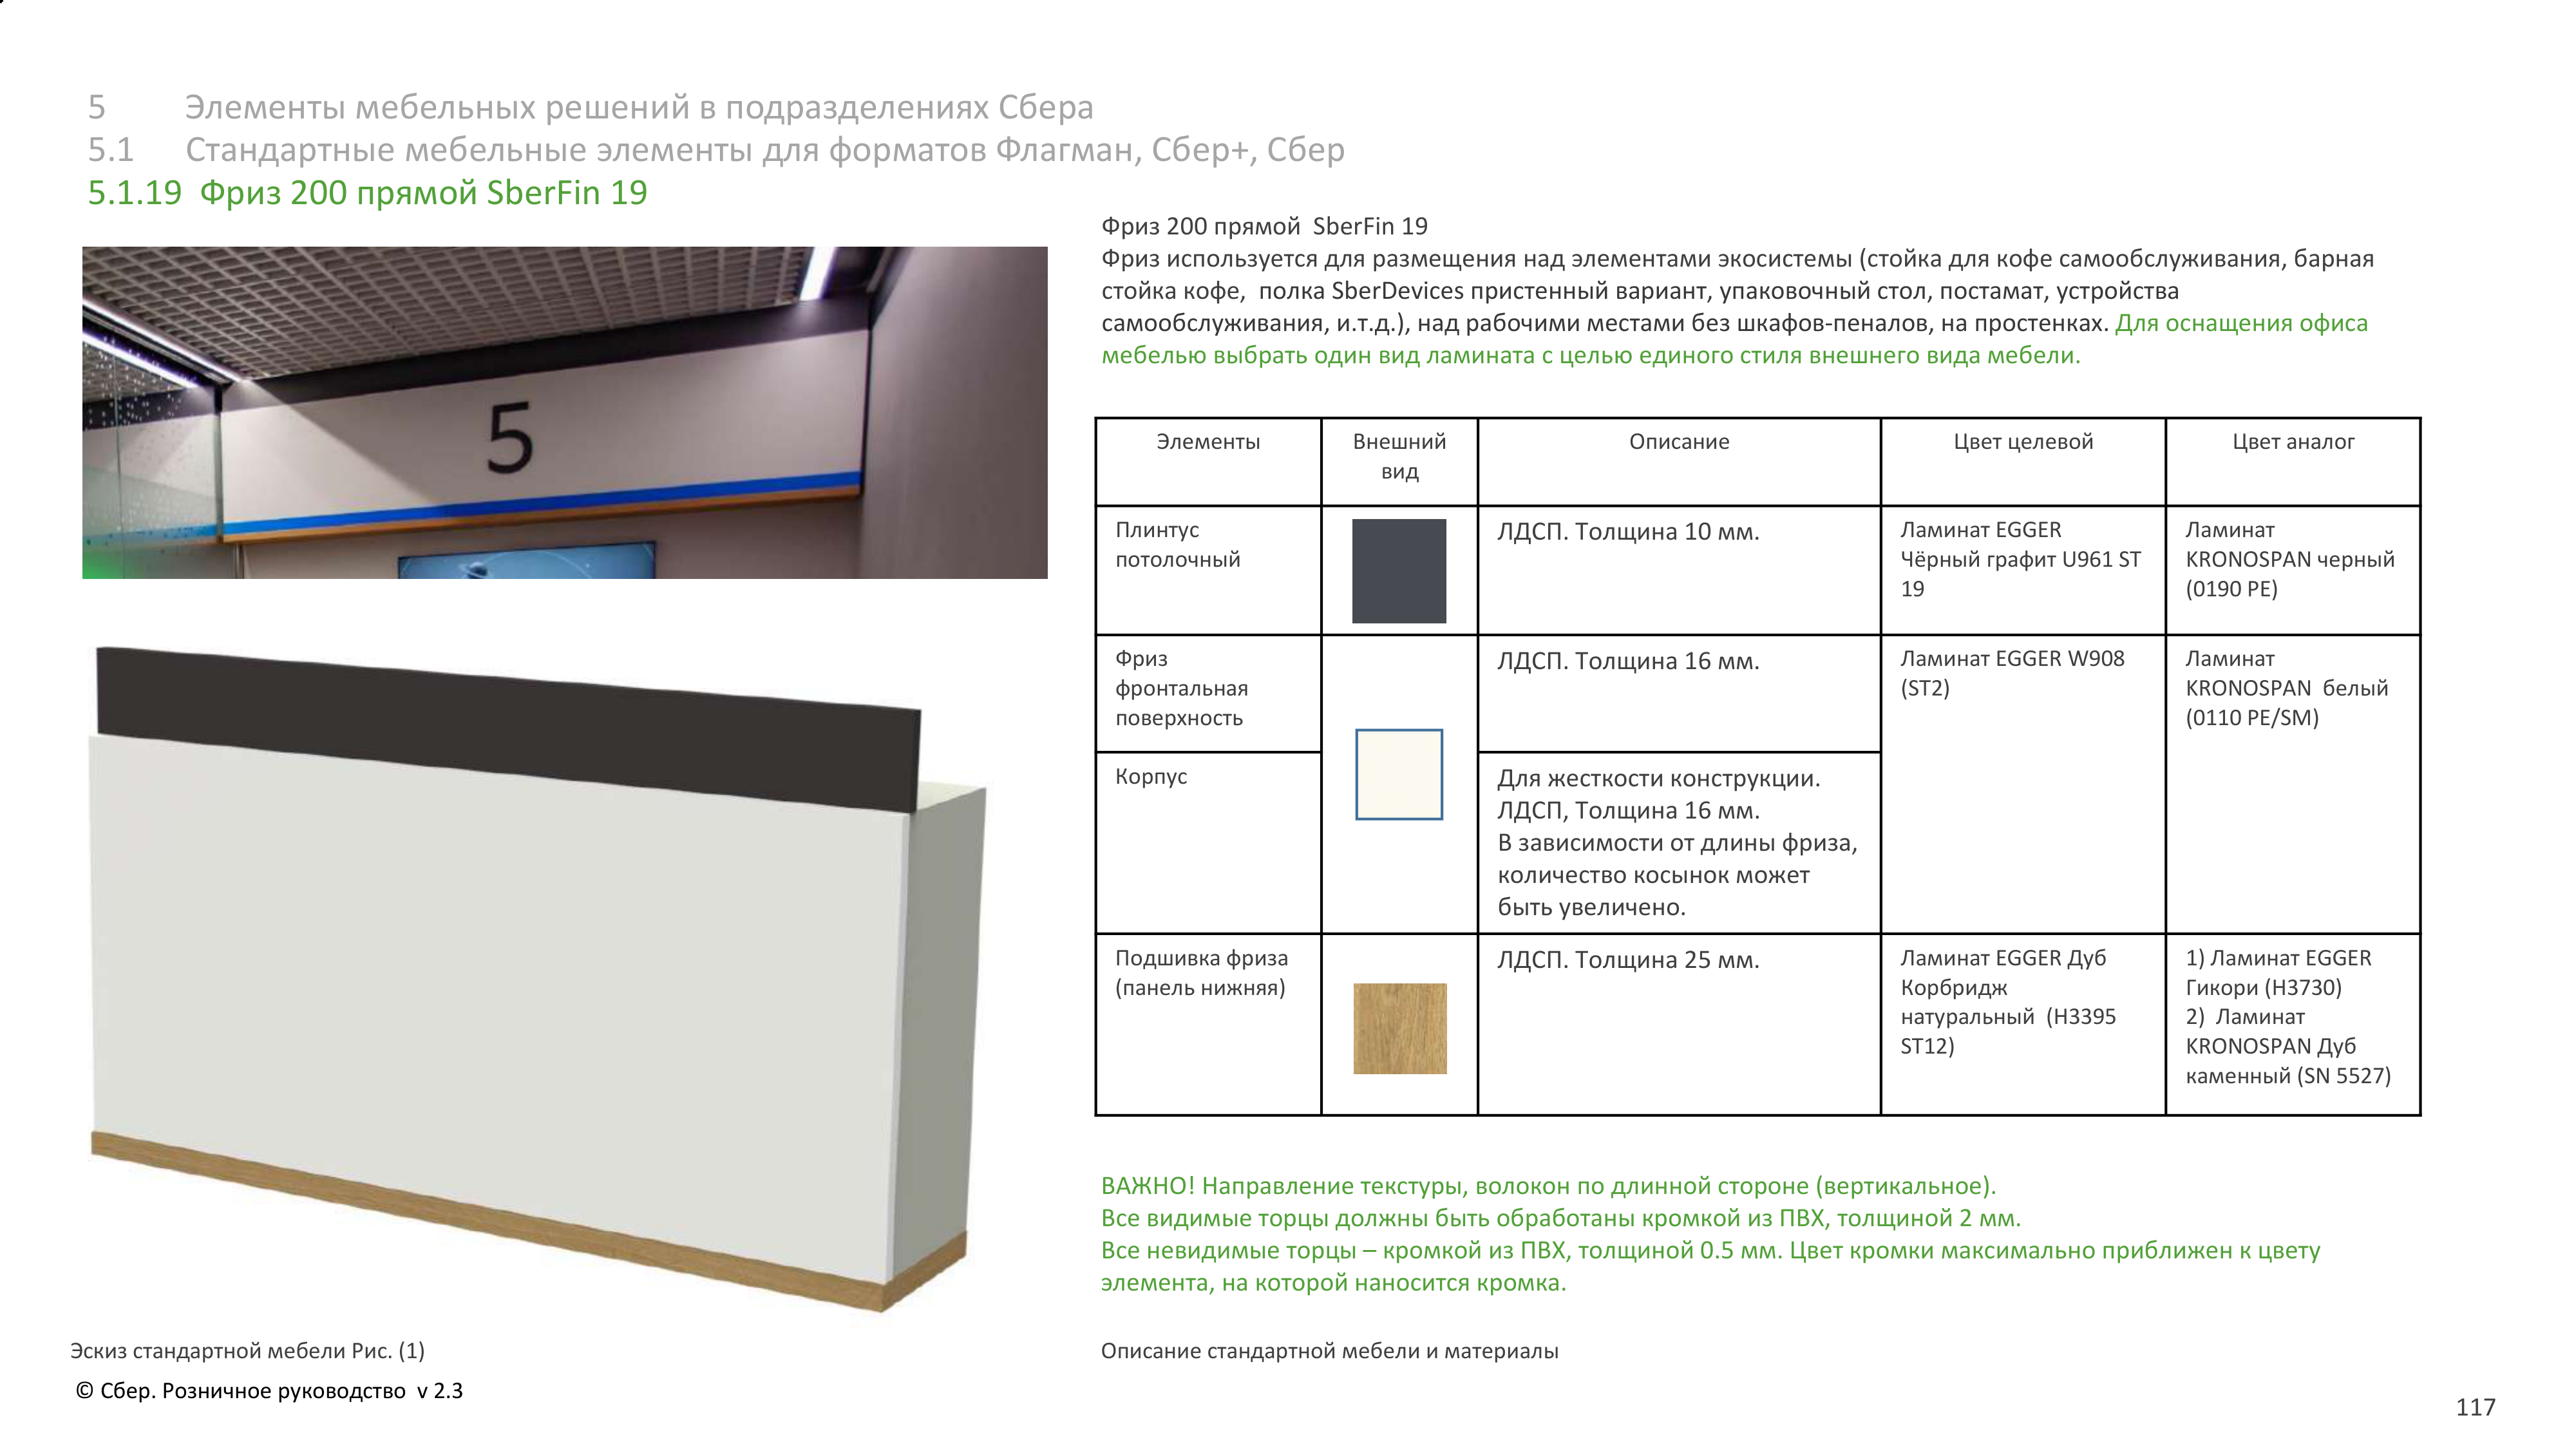 5 Элементы мебельных решений в подразделениях Сбера
5.1 Стандартные мебельные элементы для форматов Флагман, Сбер+, Сбер
5.1.19 Фриз 200 прямой SberFin 19
5
Эскиз стандартной мебели Рис. (1)
Фриз 200 прямой SberFin 19
Фриз используется для размещения над элементами экосистемы (стойка для кофе самообслуживания, барная
стойка кофе, полка SberDevices пристенный вариант, упаковочный стол, постамат, устройства
самообслуживания, и.т.д.), над рабочими местами без шкафов-пеналов, на простенках. Для оснащения офиса
мебелью выбрать один вид ламината с целью единого стиля внешнего вида мебели.
Элементы
Внешний
вид
Описание
Цвет целевой
Цвет аналог
Плинтус
потолочный
ЛДСП. Толщина 10 мм.
Ламинат EGGER
Чёрный графит U961 ST
19
Ламинат
KRONOSPAN черный
(0190 PE)
Фриз
фронтальная
поверхность
ЛДСП. Толщина 16 мм.
Ламинат EGGER W908
(ST2)
Ламинат
KRONOSPAN белый
(0110 PE/SM)
Корпус
Для жесткости конструкции.
ЛДСП, Толщина 16 мм.
В зависимости от длины фриза,
количество косынок может
быть увеличено.
Подшивка фриза
(панель нижняя)
ЛДСП. Толщина 25 мм.
Ламинат EGGER Дуб
Корбридж
натуральный (H3395
ST12)
1) Ламинат EGGER
Гикори (H3730)
2) Ламинат
KRONOSPAN Дуб
каменный (SN 5527)
ВАЖНО! Направление текстуры, волокон по длинной стороне (вертикальное).
Все видимые торцы должны быть обработаны кромкой из ПВХ, толщиной 2 мм.
Все невидимые торцы – кромкой из ПВХ, толщиной 0.5 мм. Цвет кромки максимально приближен к цвету
элемента, на которой наносится кромка.
Описание стандартной мебели и материалы
© Сбер. Розничное руководство v 2.3
117